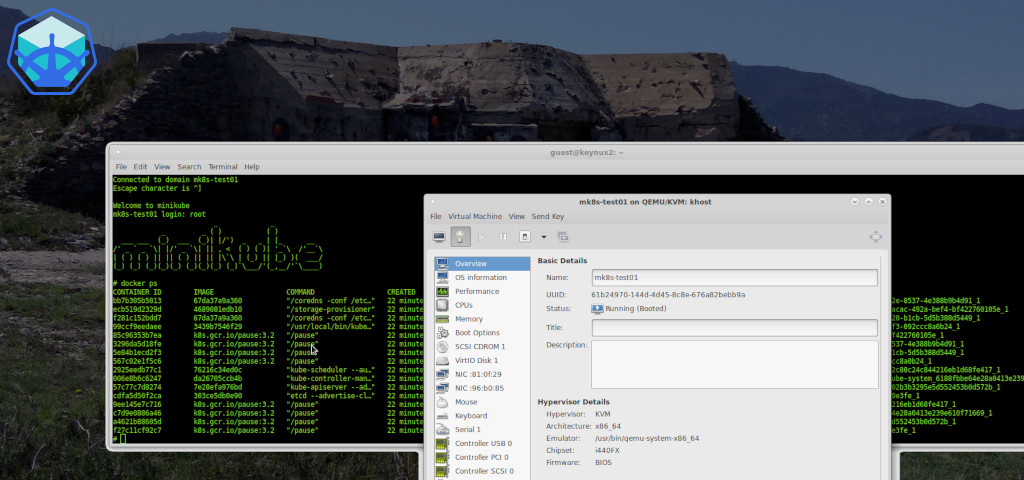 guest@keynux2: ~
File Edit View Search Terminal Help
Connected to domain mk8s-test01
Escape character is ^]
Welcome to minikube
mk8s-test01 login: root
minikube
# docker ps
CONTAINER ID IMAGE COMMAND CREATED
bb7b305b5013 67da37a9a360 "/coredns -conf /etc…" 22 minute
ecb519d2329d 4689081edb10 "/storage-provisioner" 22 minute
f281c152bdd7 67da37a9a360 "/coredns -conf /etc…" 22 minute
99ccf9eedaee 3439b7546f29 "/usr/local/bin/kube…" 22 minute
85c96353b7ea k8s.gcr.io/pause:3.2 "/pause" 22 minute
3296da5d18fe k8s.gcr.io/pause:3.2 "/pause" 22 minute
5e84b1ecd2f3 k8s.gcr.io/pause:3.2 "/pause" 22 minute
567c02e1f5c6 k8s.gcr.io/pause:3.2 "/pause" 22 minute
2925eedb77c1 76216c34ed0c "kube-scheduler --au…" 22 minute
006e0b6c6247 da26705ccb4b "kube-controller-man…" 22 minute
57c77c7d8274 7e28efa976bd "kube-apiserver --ad…" 22 minute
cdfa5d50f2ca 303ce5db0e90 "etcd --advertise-cl…" 22 minute
9ee145e7c716 k8s.gcr.io/pause:3.2 "/pause" 22 minute
c7d9e0886a46 k8s.gcr.io/pause:3.2 "/pause" 22 minute
a4621b88605d k8s.gcr.io/pause:3.2 "/pause" 22 minute
f27c11cf92c7 k8s.gcr.io/pause:3.2 "/pause" 22 minute
#
mk8s-test01 on QEMU/KVM: khost
File Virtual Machine View Send Key
Overview
OS information
Performance
CPUs
Memory
Boot Options
SCSI CDROM 1
VirtIO Disk 1
NIC :81:0f:29
NIC :96:b0:85
Mouse
Keyboard
Serial 1
Controller USB 0
Controller PCI 0
Controller SCSI 0
Basic Details
Name: mk8s-test01
UUID: 61b24970-144d-4d45-8c8e-676a82bebb9a
Status: Running (Booted)
Title:
Description:
Hypervisor Details
Hypervisor: KVM
Architecture: x86_64
Emulator: /usr/bin/qemu-system-x86_64
Chipset: i440FX
Firmware: BIOS
2e-8537-4e388b9b4d91_1
acac-492a-bef4-bf422760105e_1
20-b1cb-5d5b388d5449_1
f3-092ccc8a0b24_1
f422760105e_1
537-4e388b9b4d91_1
1cb-5d5b388d5449_1
cc8a0b24_1
2c80c24c844216eb1d68fe417_1
ube-system_6188fbbe64e28a0413e239
02b3b3295e5d552453b0d572b_1
9e3fe_1
216eb1d68fe417_1
4e28a0413e239e610f71669_1
d552453b0d572b_1
e3fe_1